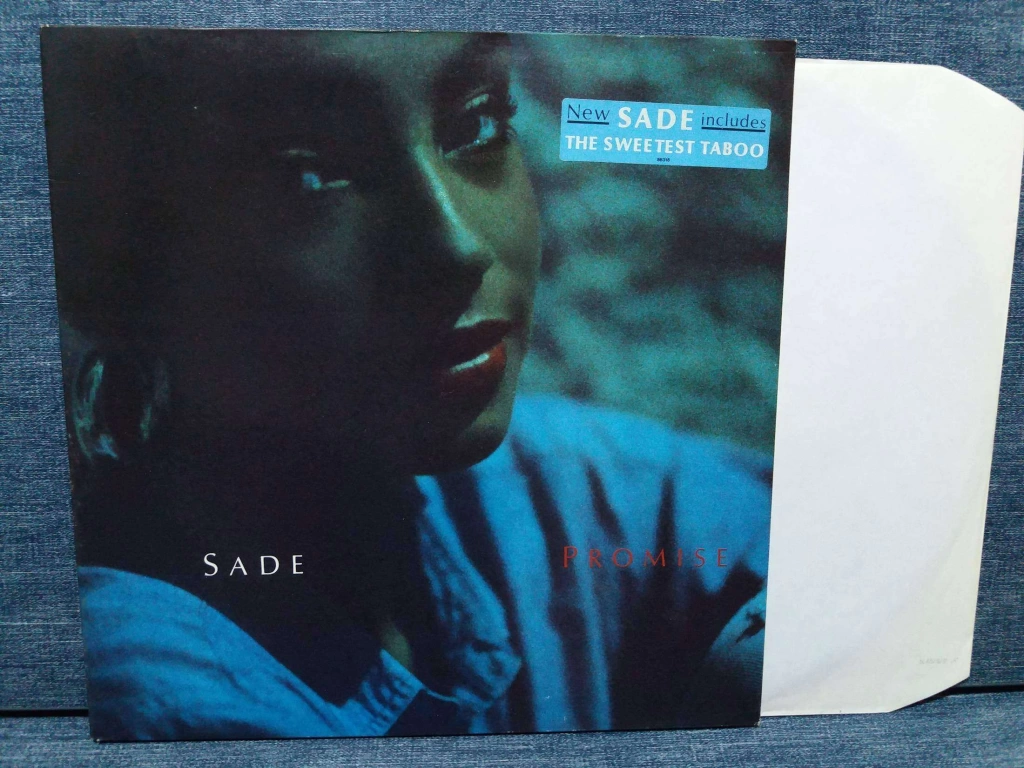 New SADE includes
THE SWEETEST TABOO
SADE
PROMISE